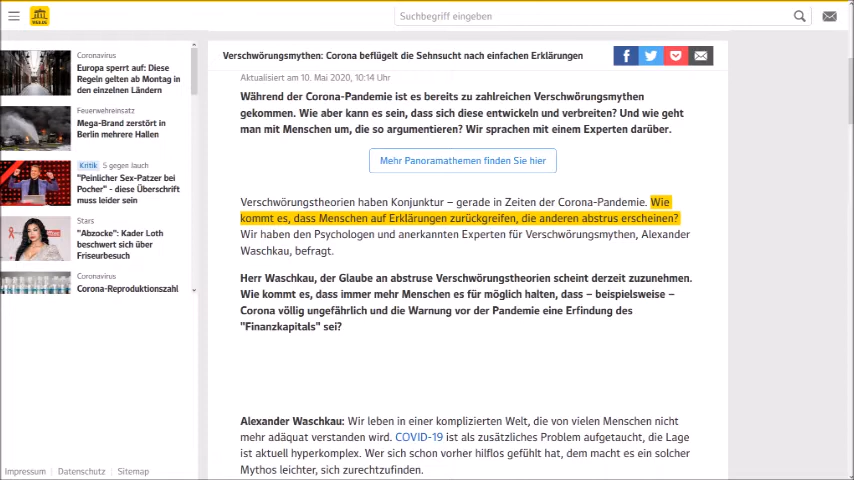 WEB.DE
Suchbegriff eingeben
Coronavirus
Europa sperrt auf: Diese
Regeln gelten ab Montag in
den einzelnen Ländern
Feuerwehreinsatz
Mega-Brand zerstört in
Berlin mehrere Hallen
Kritik 5 gegen Jauch
"Peinlicher Sex-Patzer bei
Pocher" - diese Überschrift
muss leider sein
Stars
"Abzocke": Kader Loth
beschwert sich über
Friseurbesuch
Coronavirus
Corona-Reproduktionszahl
Impressum | Datenschutz | Sitemap
Verschwörungsmythen: Corona beflügelt die Sehnsucht nach einfachen Erklärungen
Aktualisiert am 10. Mai 2020, 10:14 Uhr
Während der Corona-Pandemie ist es bereits zu zahlreichen Verschwörungsmythen
gekommen. Wie aber kann es sein, dass sich diese entwickeln und verbreiten? Und wie geht
man mit Menschen um, die so argumentieren? Wir sprachen mit einem Experten darüber.
Mehr Panoramathemen finden Sie hier
Verschwörungstheorien haben Konjunktur – gerade in Zeiten der Corona-Pandemie. Wie
kommt es, dass Menschen auf Erklärungen zurückgreifen, die anderen abstrus erscheinen?
Wir haben den Psychologen und anerkannten Experten für Verschwörungsmythen, Alexander
Waschkau, befragt.
Herr Waschkau, der Glaube an abstruse Verschwörungstheorien scheint derzeit zuzunehmen.
Wie kommt es, dass immer mehr Menschen es für möglich halten, dass – beispielsweise –
Corona völlig ungefährlich und die Warnung vor der Pandemie eine Erfindung des
"Finanzkapitals" sei?
Alexander Waschkau: Wir leben in einer komplizierten Welt, die von vielen Menschen nicht
mehr adäquat verstanden wird. COVID-19 ist als zusätzliches Problem aufgetaucht, die Lage
ist aktuell hyperkomplex. Wer sich schon vorher hilflos gefühlt hat, dem macht es ein solcher
Mythos leichter, sich zurechtzufinden.